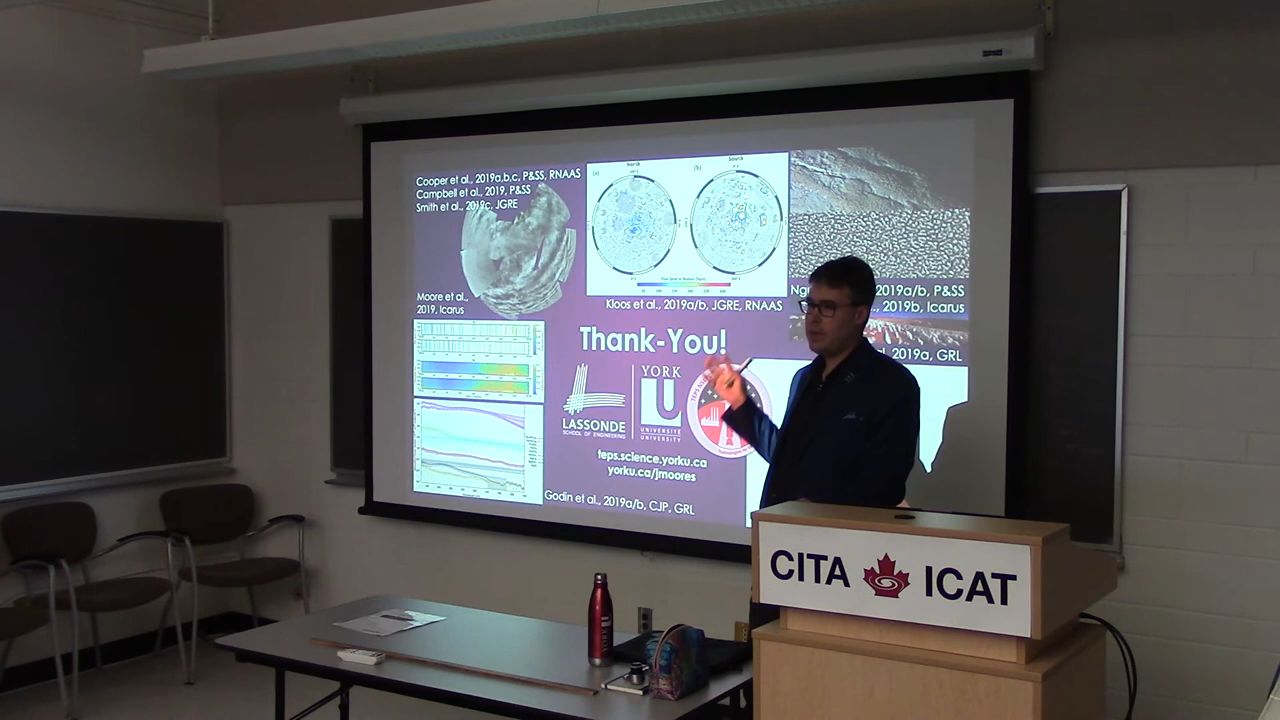 Cooper et al., 2019a,b,c, P&SS, RNAAS
Campbell et al., 2019, P&SS
Smith et al., 2019c, JGRE
North
South
(a)
(b)
Moore et al.,
2019, Icarus
Kloos et al., 2019a/b, JGRE, RNAAS
2019a/b, P&SS
2019b, Icarus
2019a, GRL
Thank-You!
LASSONDE
SCHOOL OF ENGINEERING
YORK
U
UNIVERSITÉ
UNIVERSITY
teps.science.yorku.ca
yorku.ca/jmoores
Godin et al., 2019a/b, CJP, GRL
CITA ICAT
YORK U